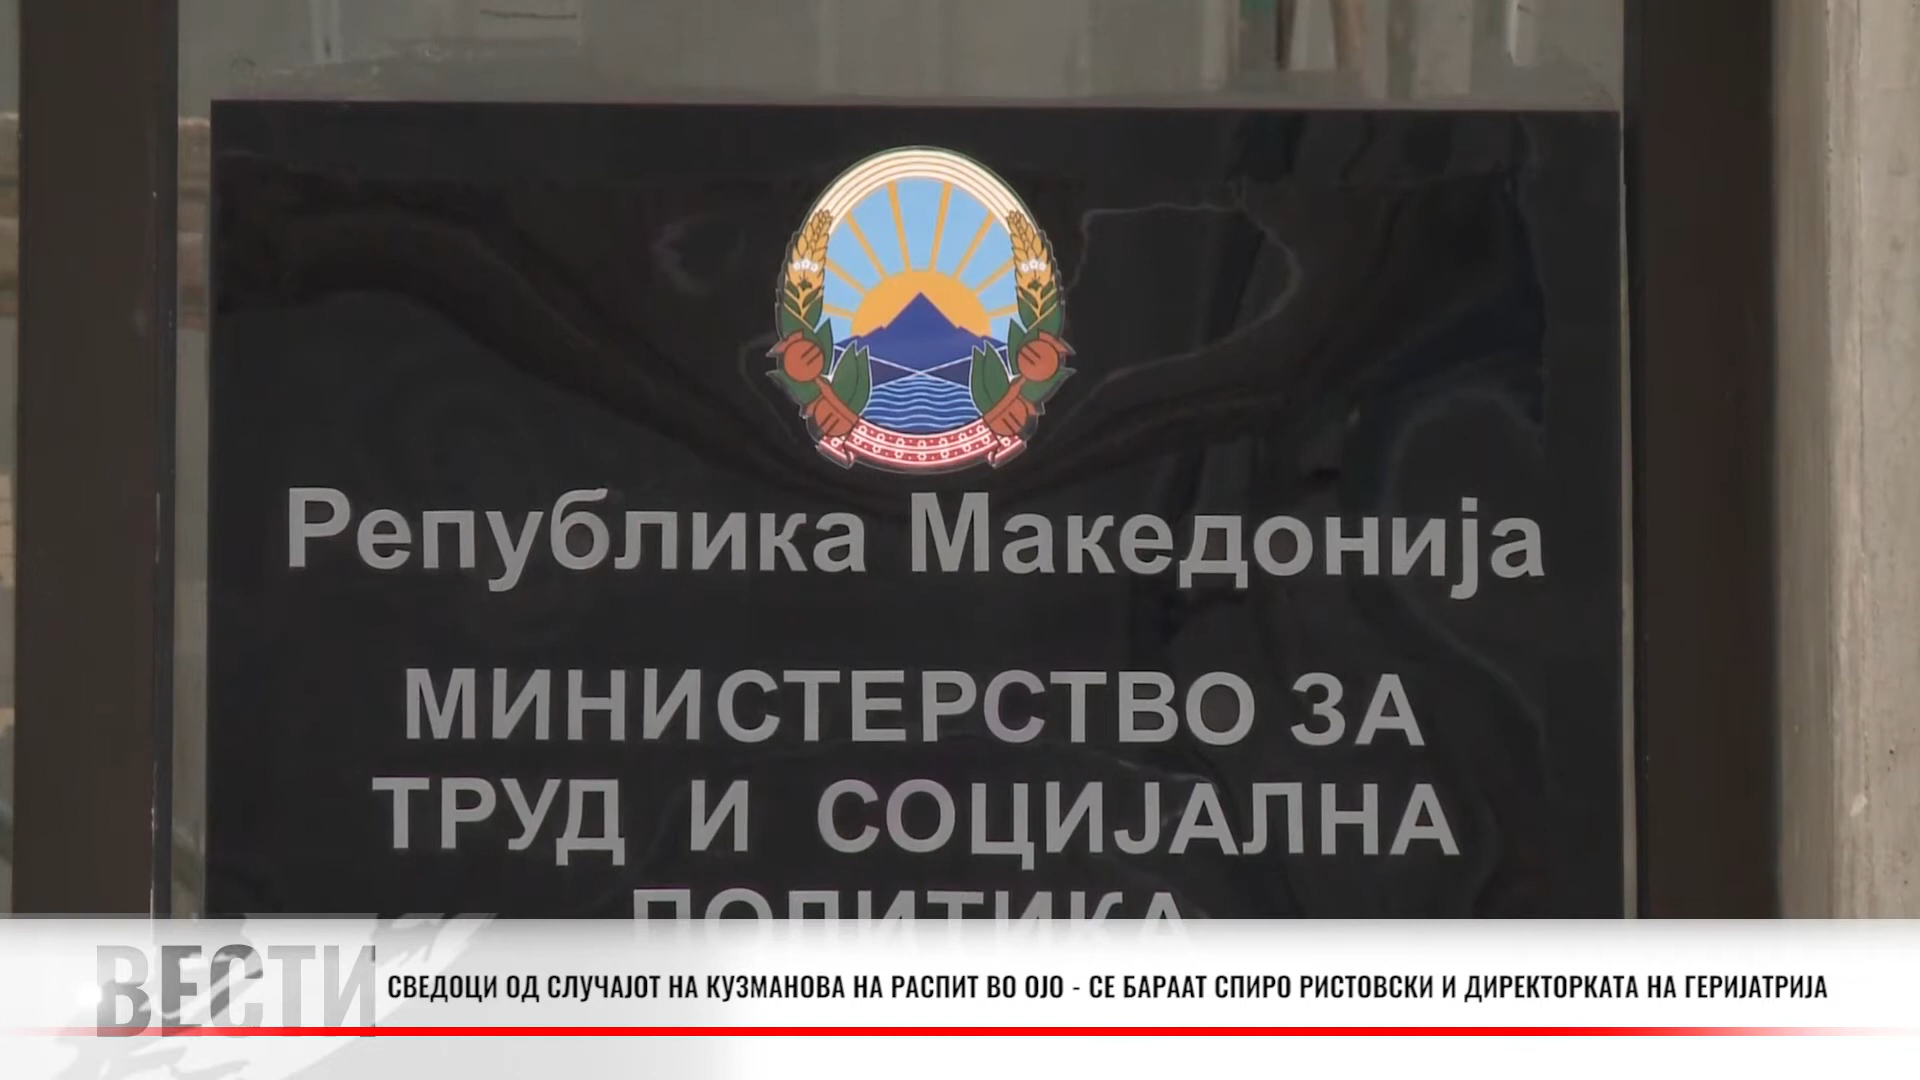 Република Македонија
МИНИСТЕРСТВО ЗА
ТРУД И СОЦИЈАЛНА
ПОЛИТИКА
ВЕСТИ
СВЕДОЦИ ОД СЛУЧАЈОТ НА КУЗМАНОВА НА РАСПИТ ВО ОЈО - СЕ БАРААТ СПИРО РИСТОВСКИ И ДИРЕКТОРКАТА НА ГЕРИЈАТРИЈА